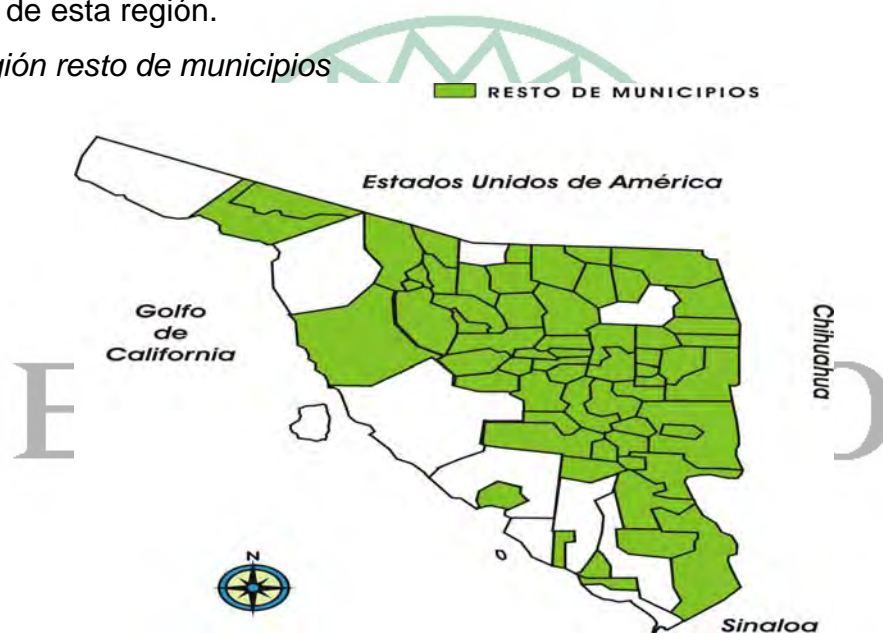 de esta región.
gión resto de municipios
RESTO DE MUNICIPIOS
Estados Unidos de América
Golfo
de
California
Chihuahua
N
Sinaloa